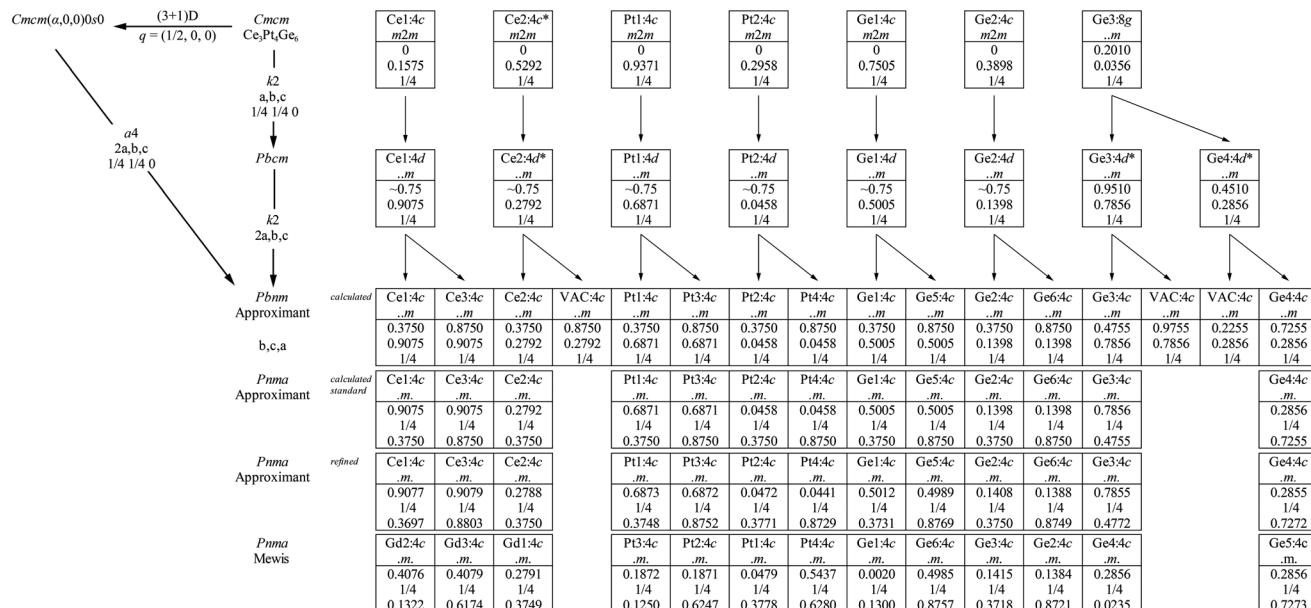 Cmcm(α,0,0)0s0 (3+1)D Cmcm
q = (1/2, 0, 0) Ce3Pt4Ge6
Ce1:4c Ce2:4c* Pt1:4c Pt2:4c Ge1:4c Ge2:4c Ge3:8g
m2m m2m m2m m2m m2m m2m ..m
0 0 0 0 0 0 0.2010
0.1575 0.5292 0.9371 0.2958 0.7505 0.3898 0.0356
1/4 1/4 1/4 1/4 1/4 1/4 1/4
k2
a,b,c
1/4 1/4 0
a4
2a,b,c
1/4 1/4 0
Pbcm Ce1:4d Ce2:4d* Pt1:4d Pt2:4d Ge1:4d Ge2:4d Ge3:4d* Ge4:4d*
..m ..m ..m ..m ..m ..m ..m ..m
~0.75 ~0.75 ~0.75 ~0.75 ~0.75 ~0.75 0.9510 0.4510
0.9075 0.2792 0.6871 0.0458 0.5005 0.1398 0.7856 0.2856
1/4 1/4 1/4 1/4 1/4 1/4 1/4 1/4
k2
2a,b,c
Pbnm calculated Ce1:4c Ce3:4c Ce2:4c VAC:4c Pt1:4c Pt3:4c Pt2:4c Pt4:4c Ge1:4c Ge5:4c Ge2:4c Ge6:4c Ge3:4c VAC:4c VAC:4c Ge4:4c
Approximant ..m ..m ..m ..m ..m ..m ..m ..m ..m ..m ..m ..m ..m ..m ..m ..m
0.3750 0.8750 0.3750 0.8750 0.3750 0.8750 0.3750 0.8750 0.3750 0.8750 0.3750 0.8750 0.4755 0.9755 0.2255 0.7255
b,c,a 0.9075 0.9075 0.2792 0.2792 0.6871 0.6871 0.0458 0.0458 0.5005 0.5005 0.1398 0.1398 0.7856 0.7856 0.2856 0.2856
1/4 1/4 1/4 1/4 1/4 1/4 1/4 1/4 1/4 1/4 1/4 1/4 1/4 1/4 1/4 1/4
Pnma calculated Ce1:4c Ce3:4c Ce2:4c Pt1:4c Pt3:4c Pt2:4c Pt4:4c Ge1:4c Ge5:4c Ge2:4c Ge6:4c Ge3:4c Ge4:4c
Approximant standard .m. .m. .m. .m. .m. .m. .m. .m. .m. .m. .m. .m. .m.
0.9075 0.9075 0.2792 0.6871 0.6871 0.0458 0.0458 0.5005 0.5005 0.1398 0.1398 0.7856 0.2856
1/4 1/4 1/4 1/4 1/4 1/4 1/4 1/4 1/4 1/4 1/4 1/4 1/4
0.3750 0.8750 0.3750 0.3750 0.8750 0.3750 0.8750 0.3750 0.8750 0.3750 0.8750 0.4755 0.7255
Pnma refined Ce1:4c Ce3:4c Ce2:4c Pt1:4c Pt3:4c Pt2:4c Pt4:4c Ge1:4c Ge5:4c Ge2:4c Ge6:4c Ge3:4c Ge4:4c
Approximant .m. .m. .m. .m. .m. .m. .m. .m. .m. .m. .m. .m. .m.
0.9077 0.9079 0.2788 0.6873 0.6872 0.0472 0.0441 0.5012 0.4989 0.1408 0.1388 0.7855 0.2855
1/4 1/4 1/4 1/4 1/4 1/4 1/4 1/4 1/4 1/4 1/4 1/4 1/4
0.3697 0.8803 0.3750 0.3748 0.8752 0.3771 0.8729 0.3731 0.8769 0.3750 0.8749 0.4772 0.7272
Pnma Gd2:4c Gd3:4c Gd1:4c Pt3:4c Pt2:4c Pt1:4c Pt4:4c Ge1:4c Ge6:4c Ge3:4c Ge2:4c Ge4:4c Ge5:4c
Mewis .m. .m. .m. .m. .m. .m. .m. .m. .m. .m. .m. .m. .m.
0.4076 0.4079 0.2791 0.1872 0.1871 0.0479 0.5437 0.0020 0.4985 0.1415 0.1384 0.2856 0.2856
1/4 1/4 1/4 1/4 1/4 1/4 1/4 1/4 1/4 1/4 1/4 1/4 1/4
0.1322 0.6174 0.3749 0.1250 0.6247 0.3778 0.6280 0.1300 0.8757 0.3718 0.8721 0.0235 0.7273